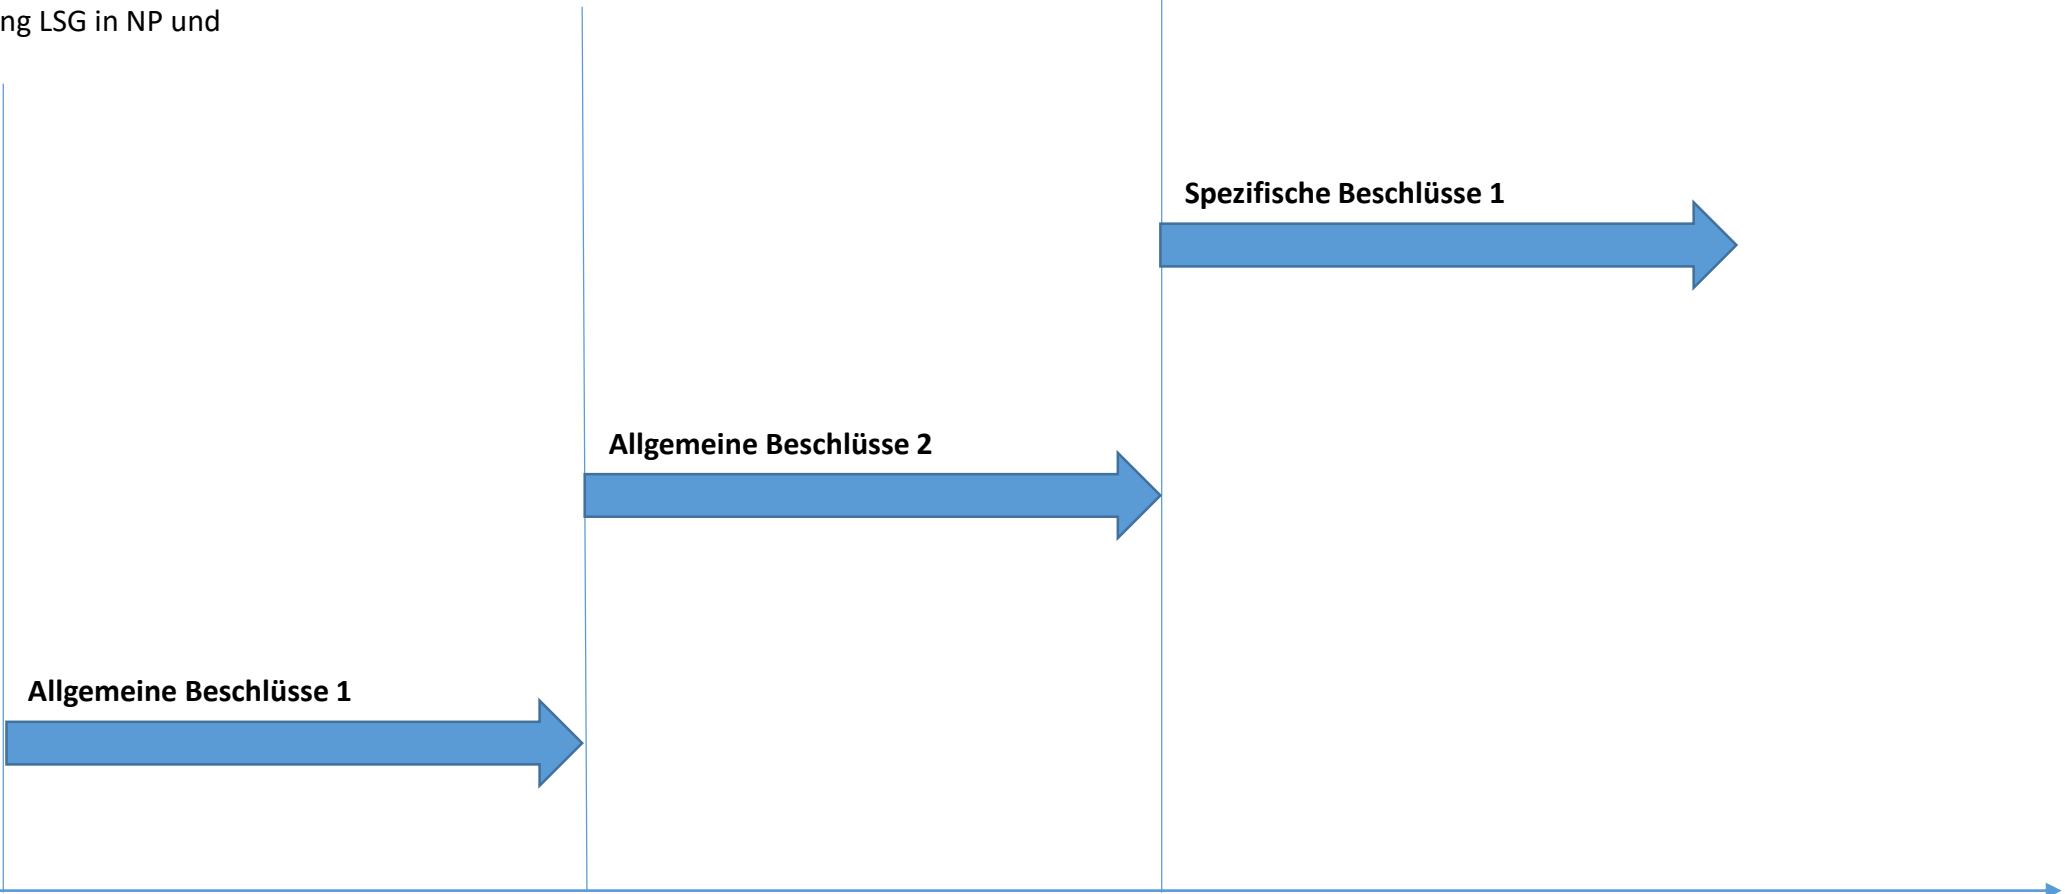 ng LSG in NP und
Spezifische Beschlüsse 1
Allgemeine Beschlüsse 2
Allgemeine Beschlüsse 1